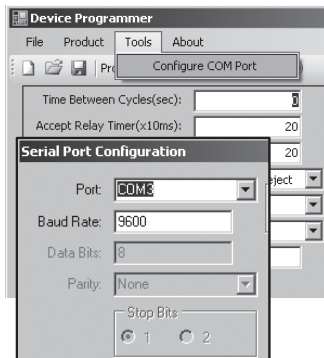 Device Programmer
File Product Tools About
Configure COM Port
Time Between Cycles(sec): 0
Accept Relay Timer(x10ms): 20
20
Serial Port Configuration
Port: COM3
Baud Rate: 9600
Data Bits: 8
Parity: None
Stop Bits
1 2